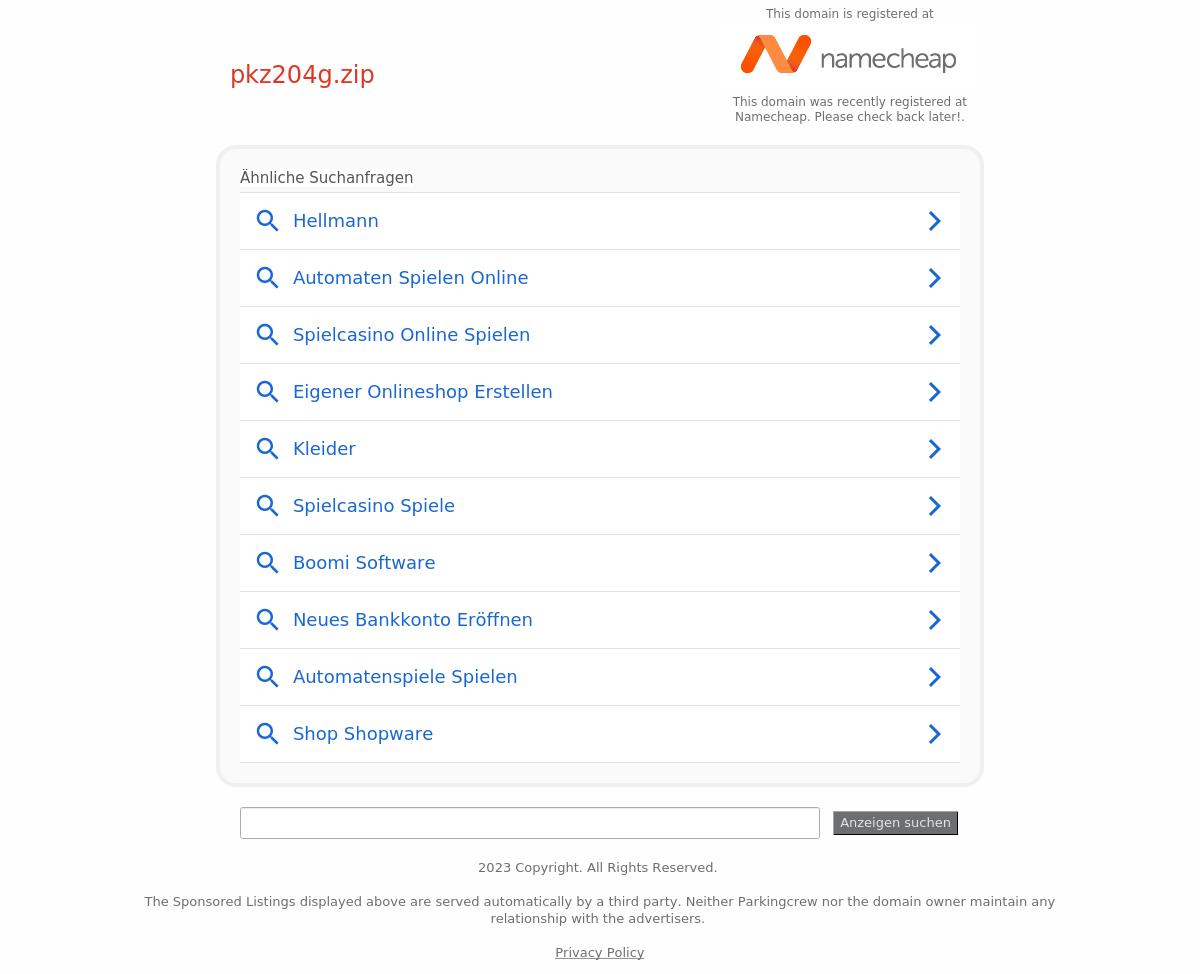 This domain is registered at
namecheap
pkz204g.zip
This domain was recently registered at
Namecheap. Please check back later!.
Ähnliche Suchanfragen
Hellmann
Automaten Spielen Online
Spielcasino Online Spielen
Eigener Onlineshop Erstellen
Kleider
Spielcasino Spiele
Boomi Software
Neues Bankkonto Eröffnen
Automatenspiele Spielen
Shop Shopware
Anzeigen suchen
2023 Copyright. All Rights Reserved.
The Sponsored Listings displayed above are served automatically by a third party. Neither Parkingcrew nor the domain owner maintain any
relationship with the advertisers.
Privacy Policy